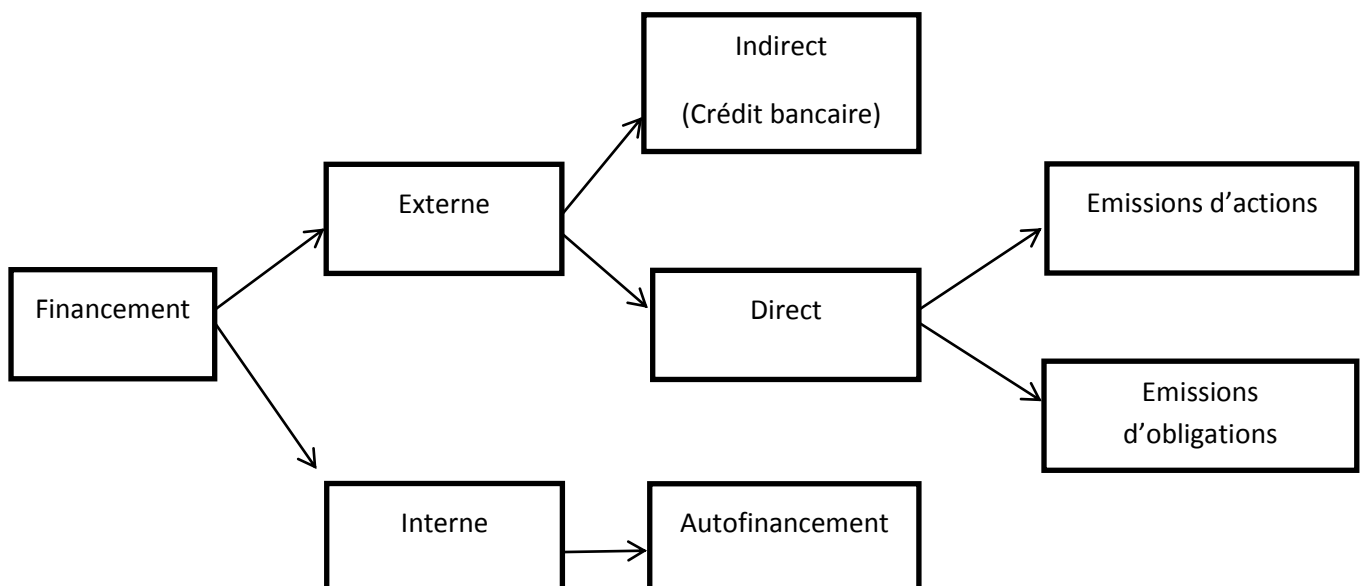 Indirect
(Crédit bancaire)
Externe
Emissions d’actions
Financement
Direct
Emissions
d’obligations
Interne
Autofinancement